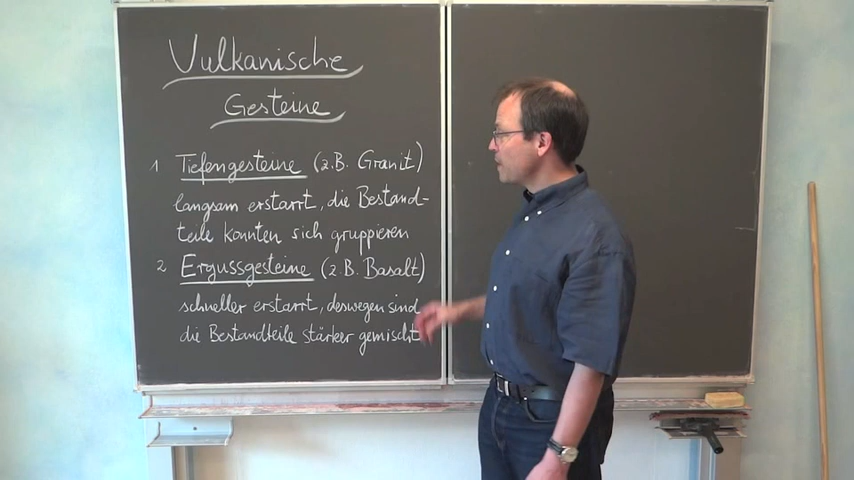 Vulkanische
Gesteine
1 Tiefengesteine (z.B. Granit)
langsam erstarrt, die Bestand-
teile konnten sich gruppieren
2 Ergussgesteine (z.B. Basalt)
schneller erstarrt, deswegen sind
die Bestandteile stärker gemischt